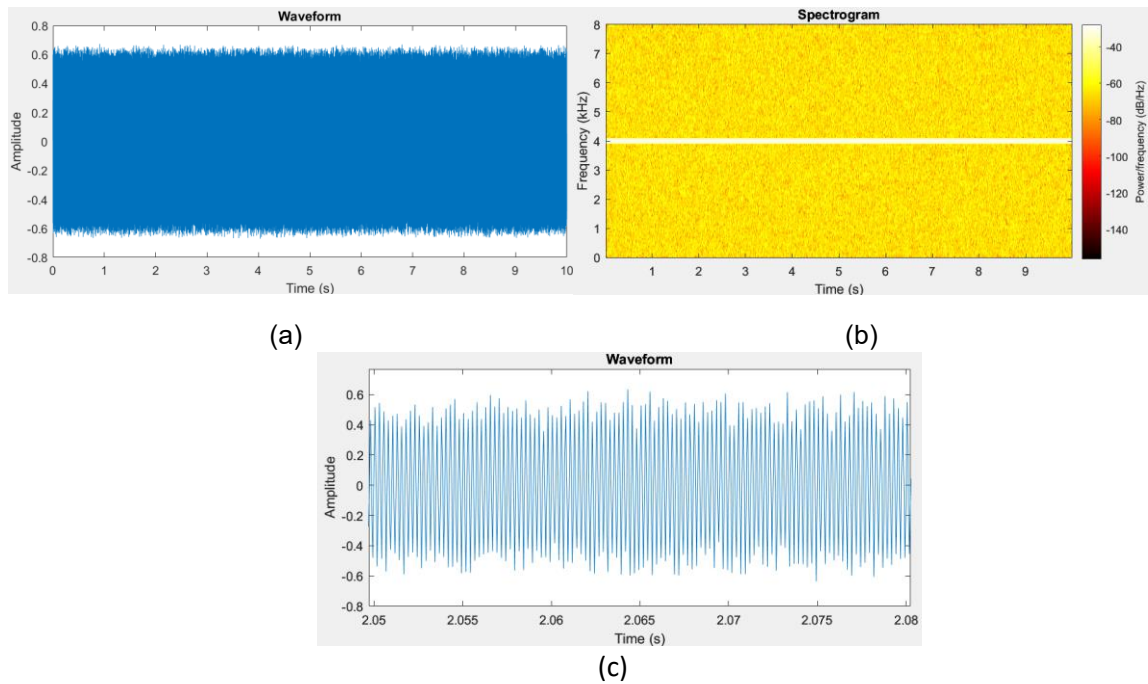 Waveform
0.8
0.6
0.4
0.2
0
-0.2
-0.4
-0.6
-0.8
Amplitude
0 1 2 3 4 5 6 7 8 9 10
Time (s)
Spectrogram
8
7
6
5
4
3
2
1
0
Frequency (kHz)
1 2 3 4 5 6 7 8 9
Time (s)
-40
-60
-80
-100
-120
-140
Power/frequency (dB/Hz)
(a)
(b)
Waveform
0.6
0.4
0.2
0
-0.2
-0.4
-0.6
-0.8
Amplitude
2.05 2.055 2.06 2.065 2.07 2.075 2.08
Time (s)
(c)